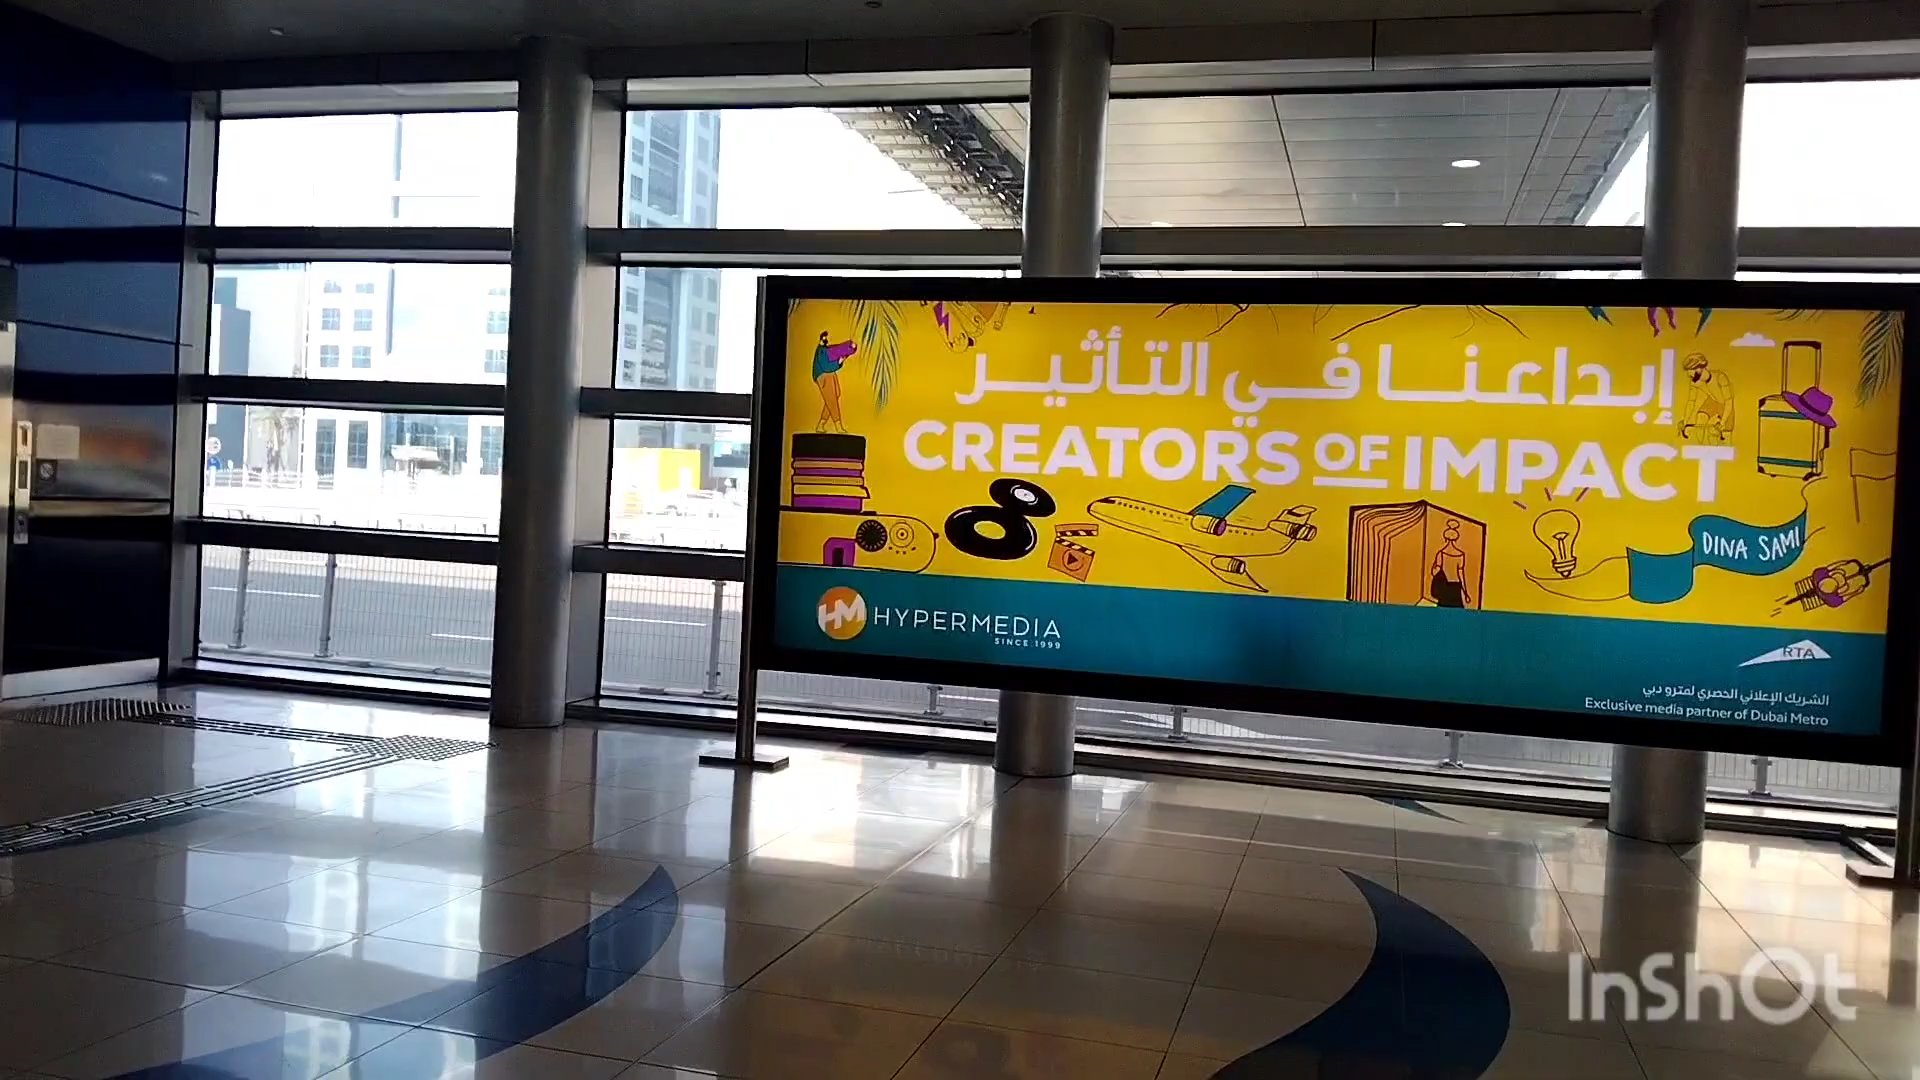 إبداعنا في التأثير
CREATORS OF IMPACT
DINA SAMI
HM HYPERMEDIA
SINCE 1999
RTA
الشريك الإعلاني الحصري لمترو دبي
Exclusive media partner of Dubai Metro
InShOt